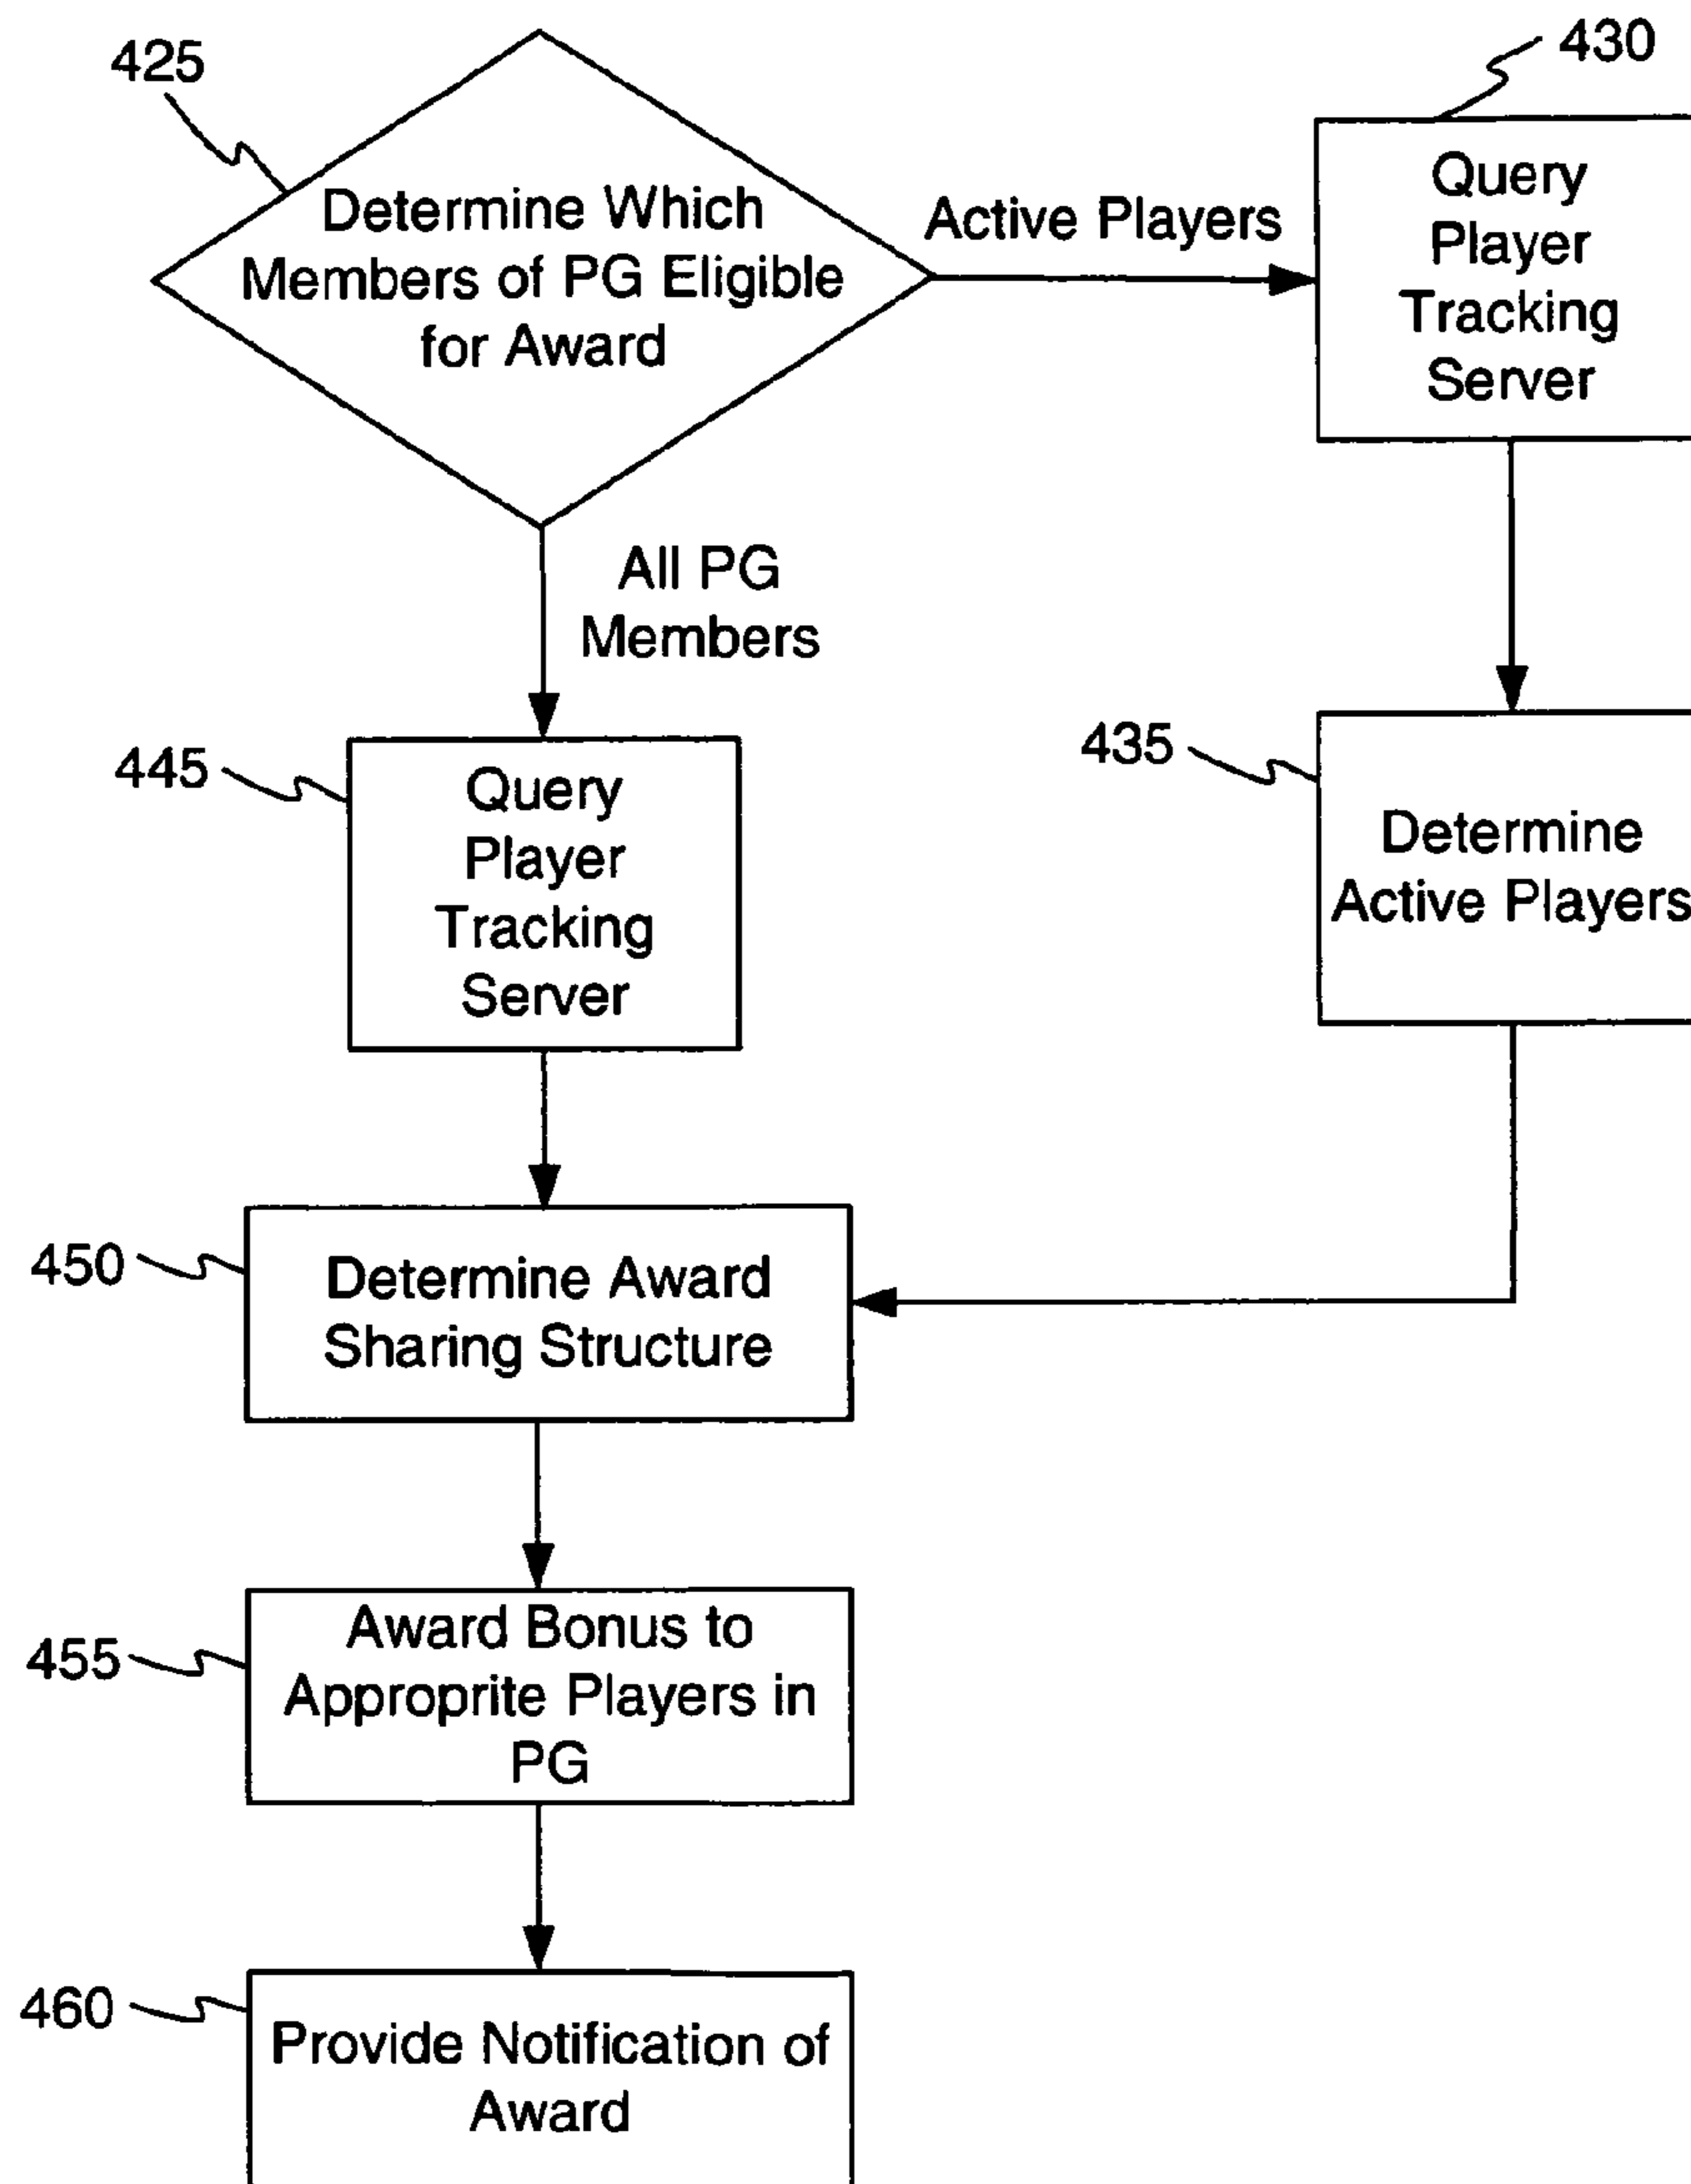 425
Determine Which
Members of PG Eligible
for Award
Active Players
430
Query
Player
Tracking
Server
All PG
Members
445
Query
Player
Tracking
Server
435
Determine
Active Players
450
Determine Award
Sharing Structure
455
Award Bonus to
Approprite Players in
PG
460
Provide Notification of
Award